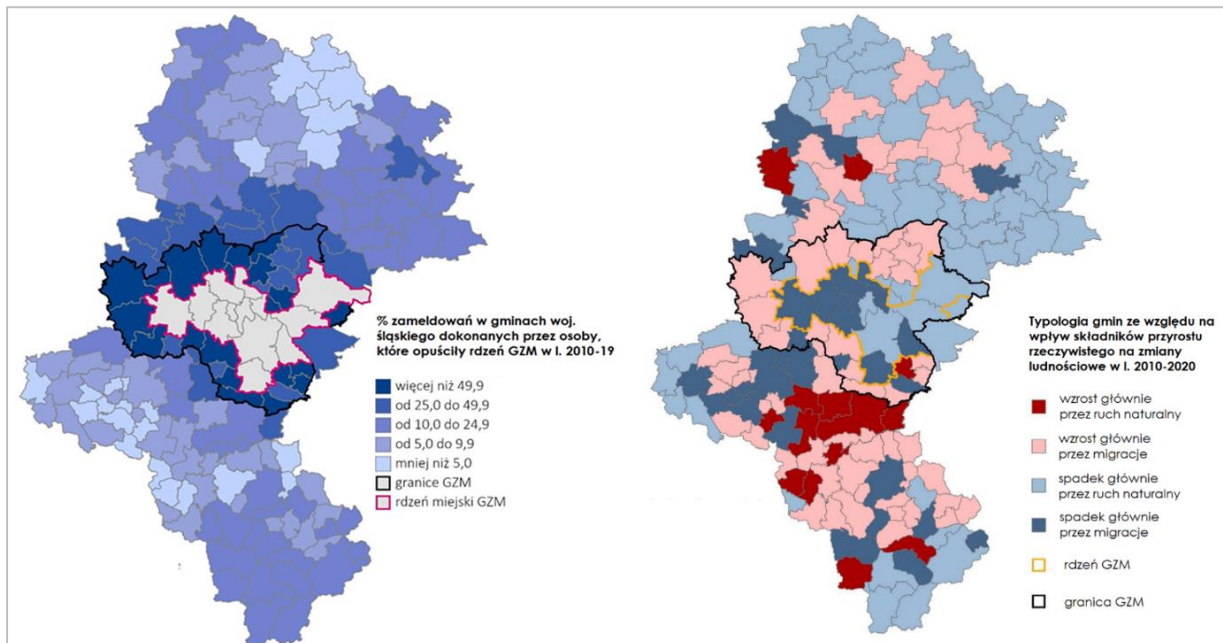 % zameldowań w gminach woj.
śląskiego dokonanych przez osoby,
które opuściły rdzeń GZM w l. 2010-19
więcej niż 49,9
od 25,0 do 49,9
od 10,0 do 24,9
od 5,0 do 9,9
mniej niż 5,0
granice GZM
rdzeń miejski GZM
Typologia gmin ze względu na
wpływ składników przyrostu
rzeczywistego na zmiany
ludnościowe w l. 2010-2020
wzrost głównie
przez ruch naturalny
wzrost głównie
przez migracje
spadek głównie
przez ruch naturalny
spadek głównie
przez migracje
rdzeń GZM
granica GZM